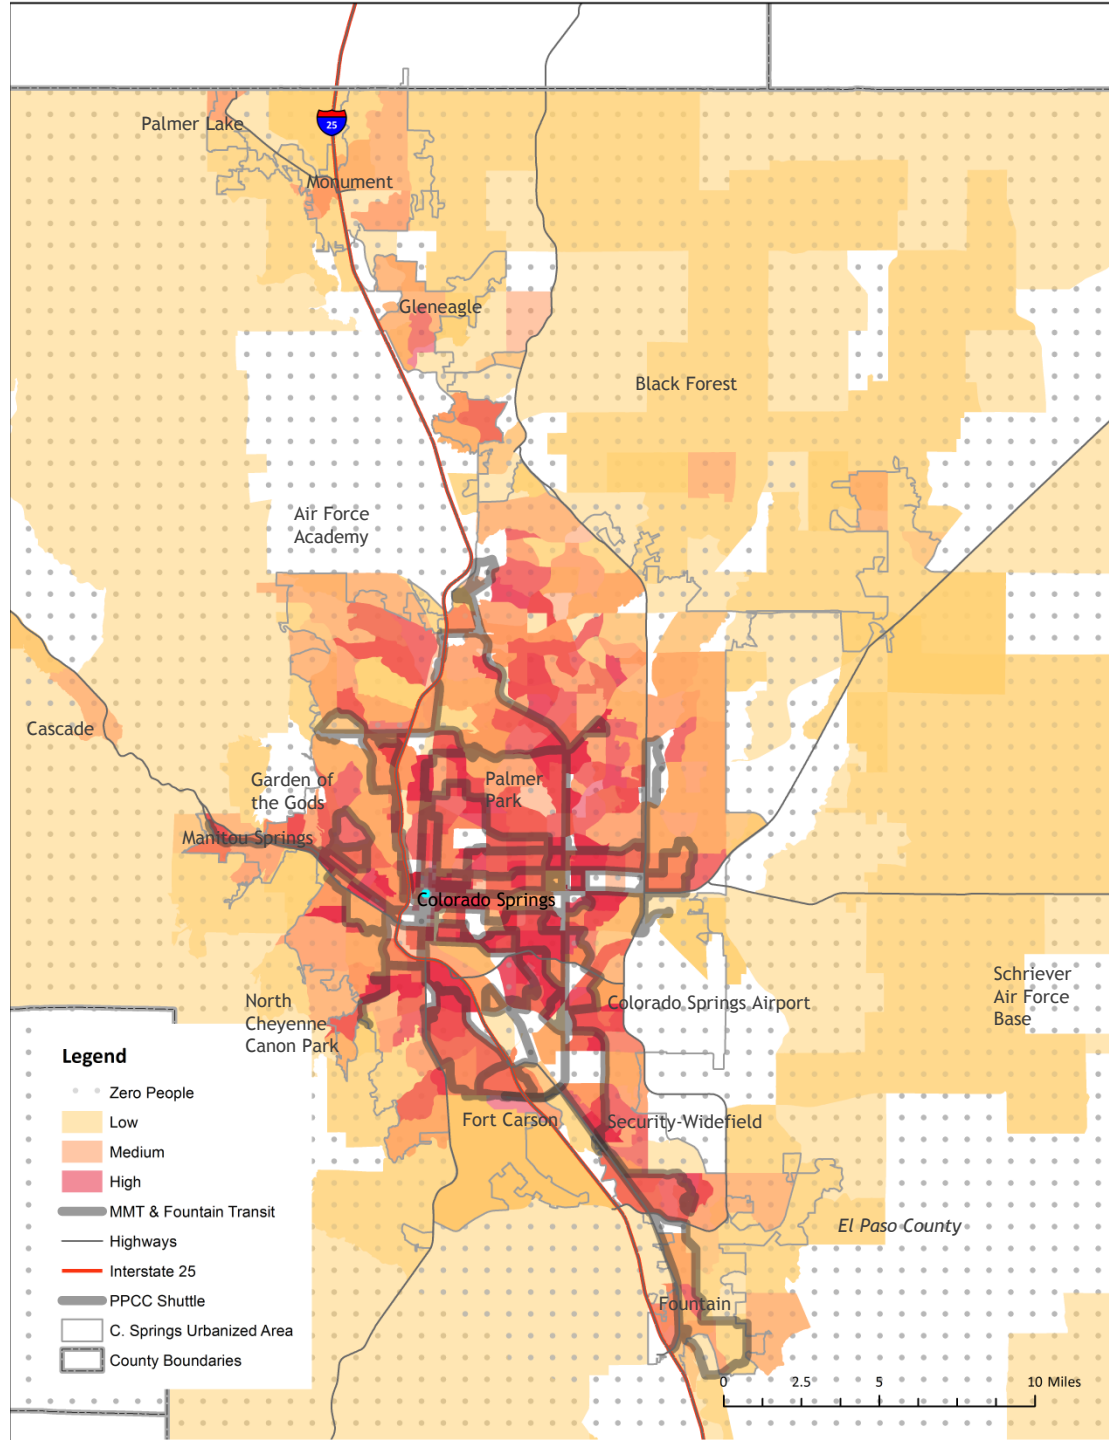 Palmer Lake
25
Monument
Gleneagle
Black Forest
Air Force
Academy
Cascade
Garden of
the Gods
Palmer
Park
Manitou Springs
Colorado Springs
North
Cheyenne
Canon Park
Colorado Springs Airport
Schriever
Air Force
Base
Fort Carson
Security-Widefield
El Paso County
Fountain
Legend
Zero People
Low
Medium
High
MMT & Fountain Transit
Highways
Interstate 25
PPCC Shuttle
C. Springs Urbanized Area
County Boundaries
0 2.5 5 10 Miles